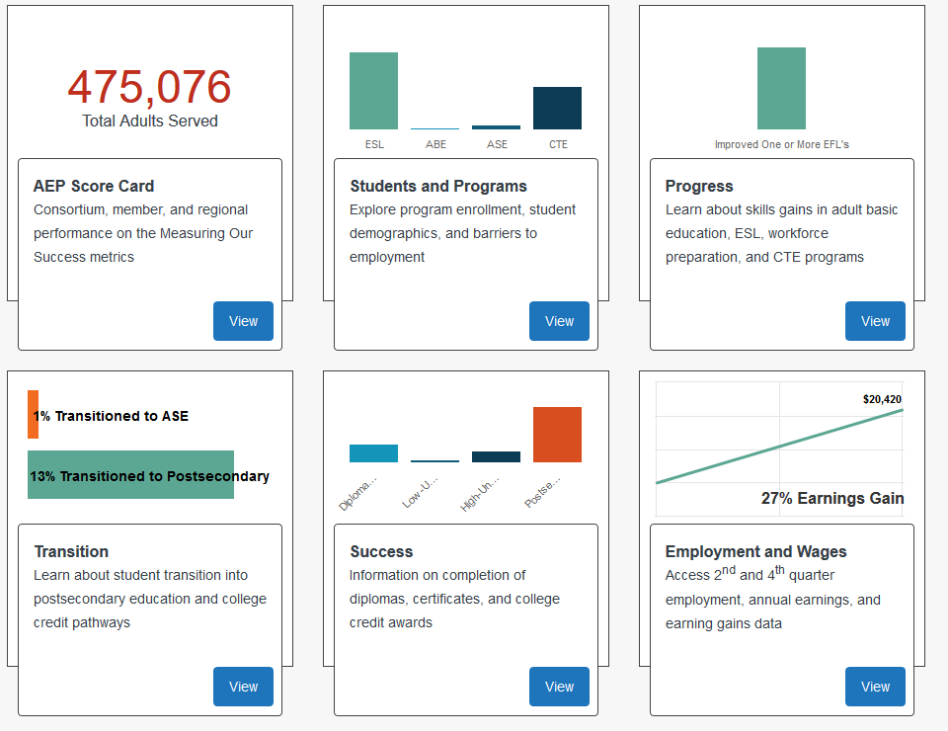 475,076
Total Adults Served
ESL ABE ASE CTE
Improved One or More EFL's
AEP Score Card
Consortium, member, and regional
performance on the Measuring Our
Success metrics
View
Students and Programs
Explore program enrollment, student
demographics, and barriers to
employment
View
Progress
Learn about skills gains in adult basic
education, ESL, workforce
preparation, and CTE programs
View
1% Transitioned to ASE
13% Transitioned to Postsecondary
Diploma...
Low-U...
High-Un...
Postse...
$20,420
27% Earnings Gain
Transition
Learn about student transition into
postsecondary education and college
credit pathways
View
Success
Information on completion of
diplomas, certificates, and college
credit awards
View
Employment and Wages
Access 2nd and 4th quarter
employment, annual earnings, and
earning gains data
View